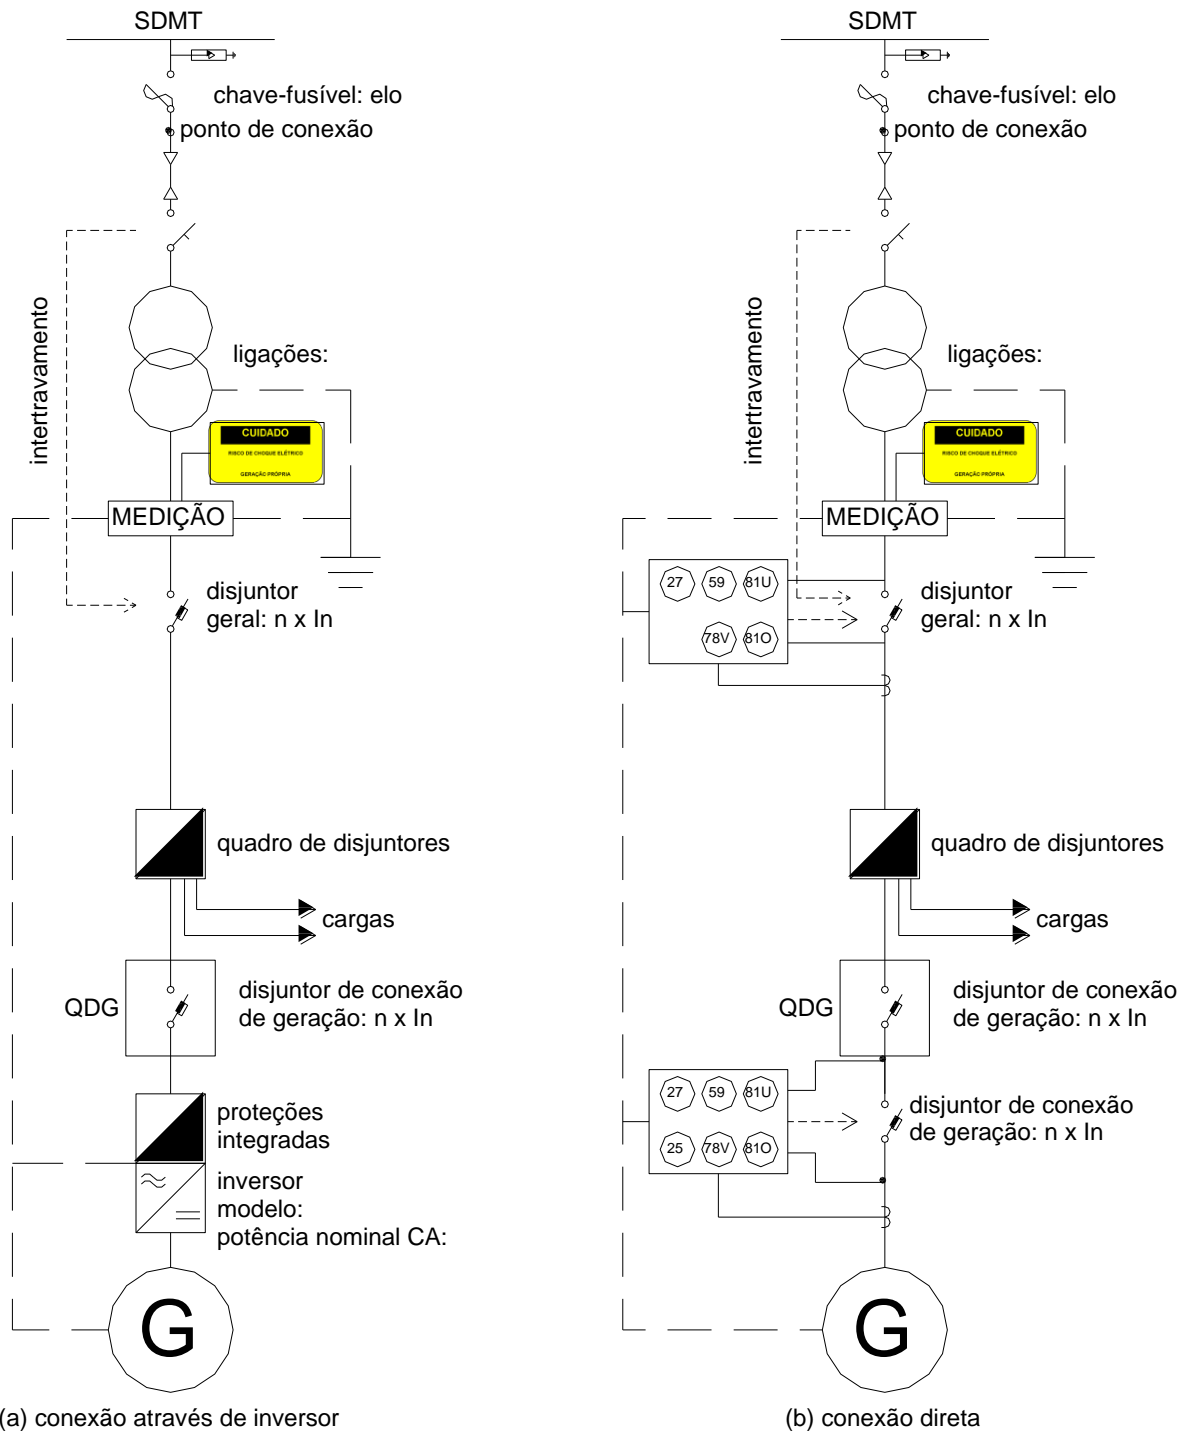 SDMT
chave-fusível: elo
ponto de conexão
intertravamento
ligações:
CUIDADO
RISCO DE CHOQUE ELÉTRICO
GERAÇÃO PRÓPRIA
MEDIÇÃO
disjuntor
geral: n x In
quadro de disjuntores
cargas
QDG
disjuntor de conexão
de geração: n x In
proteções
integradas
inversor
modelo:
potência nominal CA:
G
(a) conexão através de inversor
SDMT
chave-fusível: elo
ponto de conexão
intertravamento
ligações:
CUIDADO
RISCO DE CHOQUE ELÉTRICO
GERAÇÃO PRÓPRIA
MEDIÇÃO
27 59 81U
78V 81O
disjuntor
geral: n x In
quadro de disjuntores
cargas
QDG
disjuntor de conexão
de geração: n x In
27 59 81U
25 78V 81O
disjuntor de conexão
de geração: n x In
G
(b) conexão direta